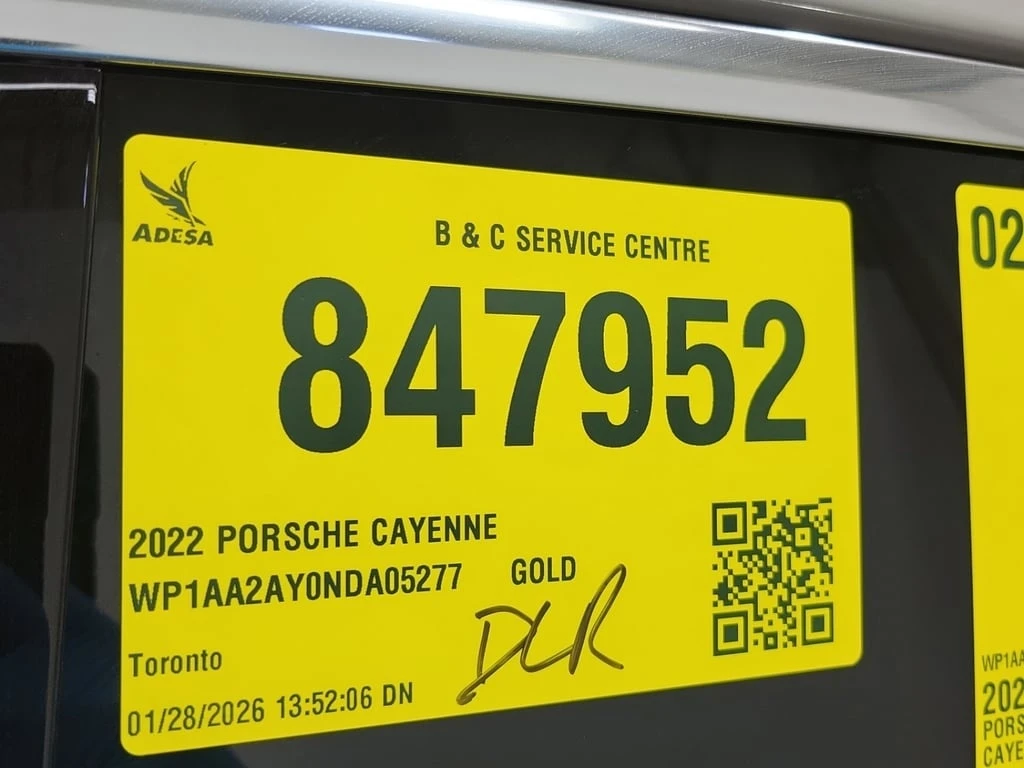 ADESA
B & C SERVICE CENTRE
847952
2022 PORSCHE CAYENNE
WP1AA2AY0NDA05277 GOLD
DLR
Toronto
01/28/2026 13:52:06 DN
02
WP1AA
202
PORS
CAYE